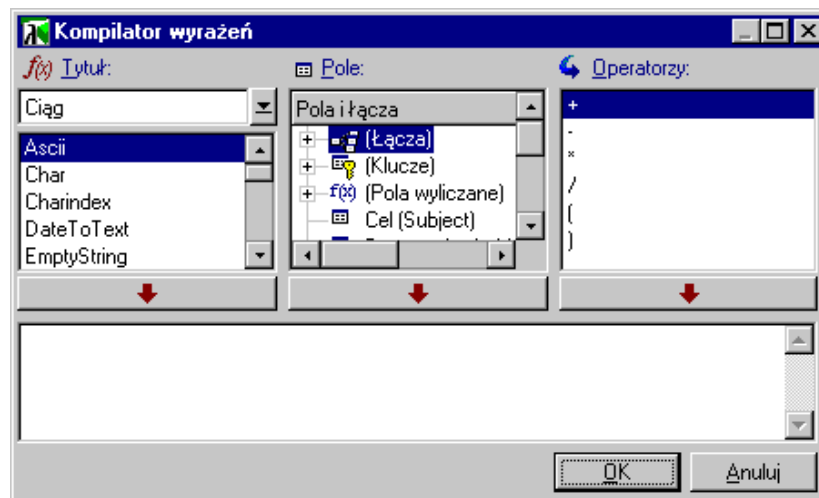 Kompilator wyrażeń
f(x) Tytuł:
Pole:
Operatorzy:
Ciąg
Ascii
Char
Charindex
DateToText
EmptyString
Pola i łącza
(Łącza)
(Klucze)
f(x) (Pola wyliczane)
Cel (Subject)
+
-
*
/
(
)
OK
Anuluj